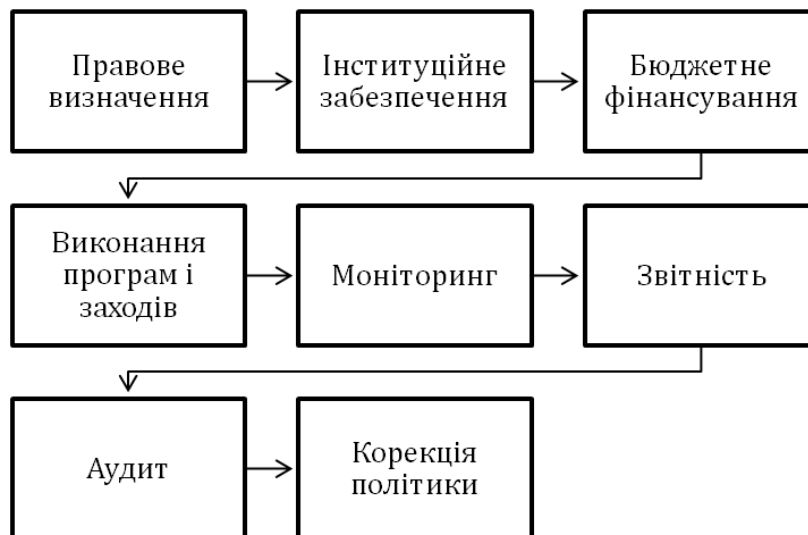 Правове
визначення
Інституційне
забезпечення
Бюджетне
фінансування
Виконання
програм і
заходів
Моніторинг
Звітність
Аудит
Корекція
політики